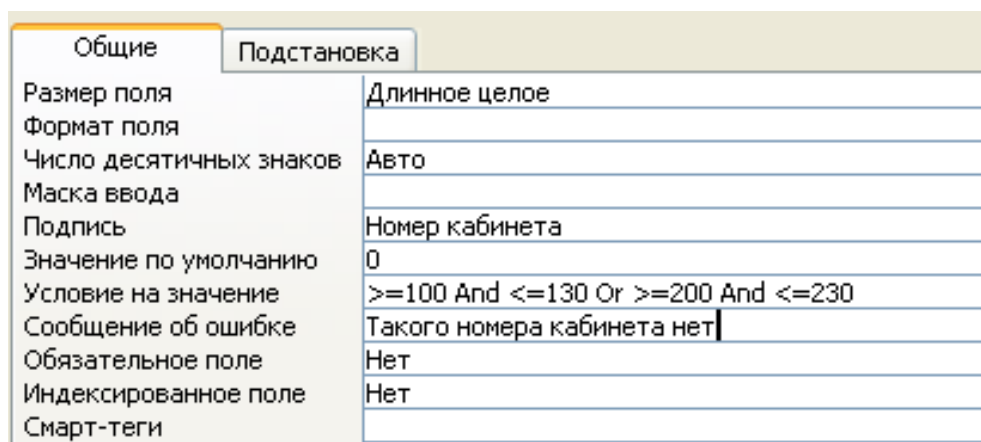 Общие Подстановка
Размер поля Длинное целое
Формат поля
Число десятичных знаков Авто
Маска ввода
Подпись Номер кабинета
Значение по умолчанию 0
Условие на значение >=100 And <=130 Or >=200 And <=230
Сообщение об ошибке Такого номера кабинета нет
Обязательное поле Нет
Индексированное поле Нет
Смарт-теги